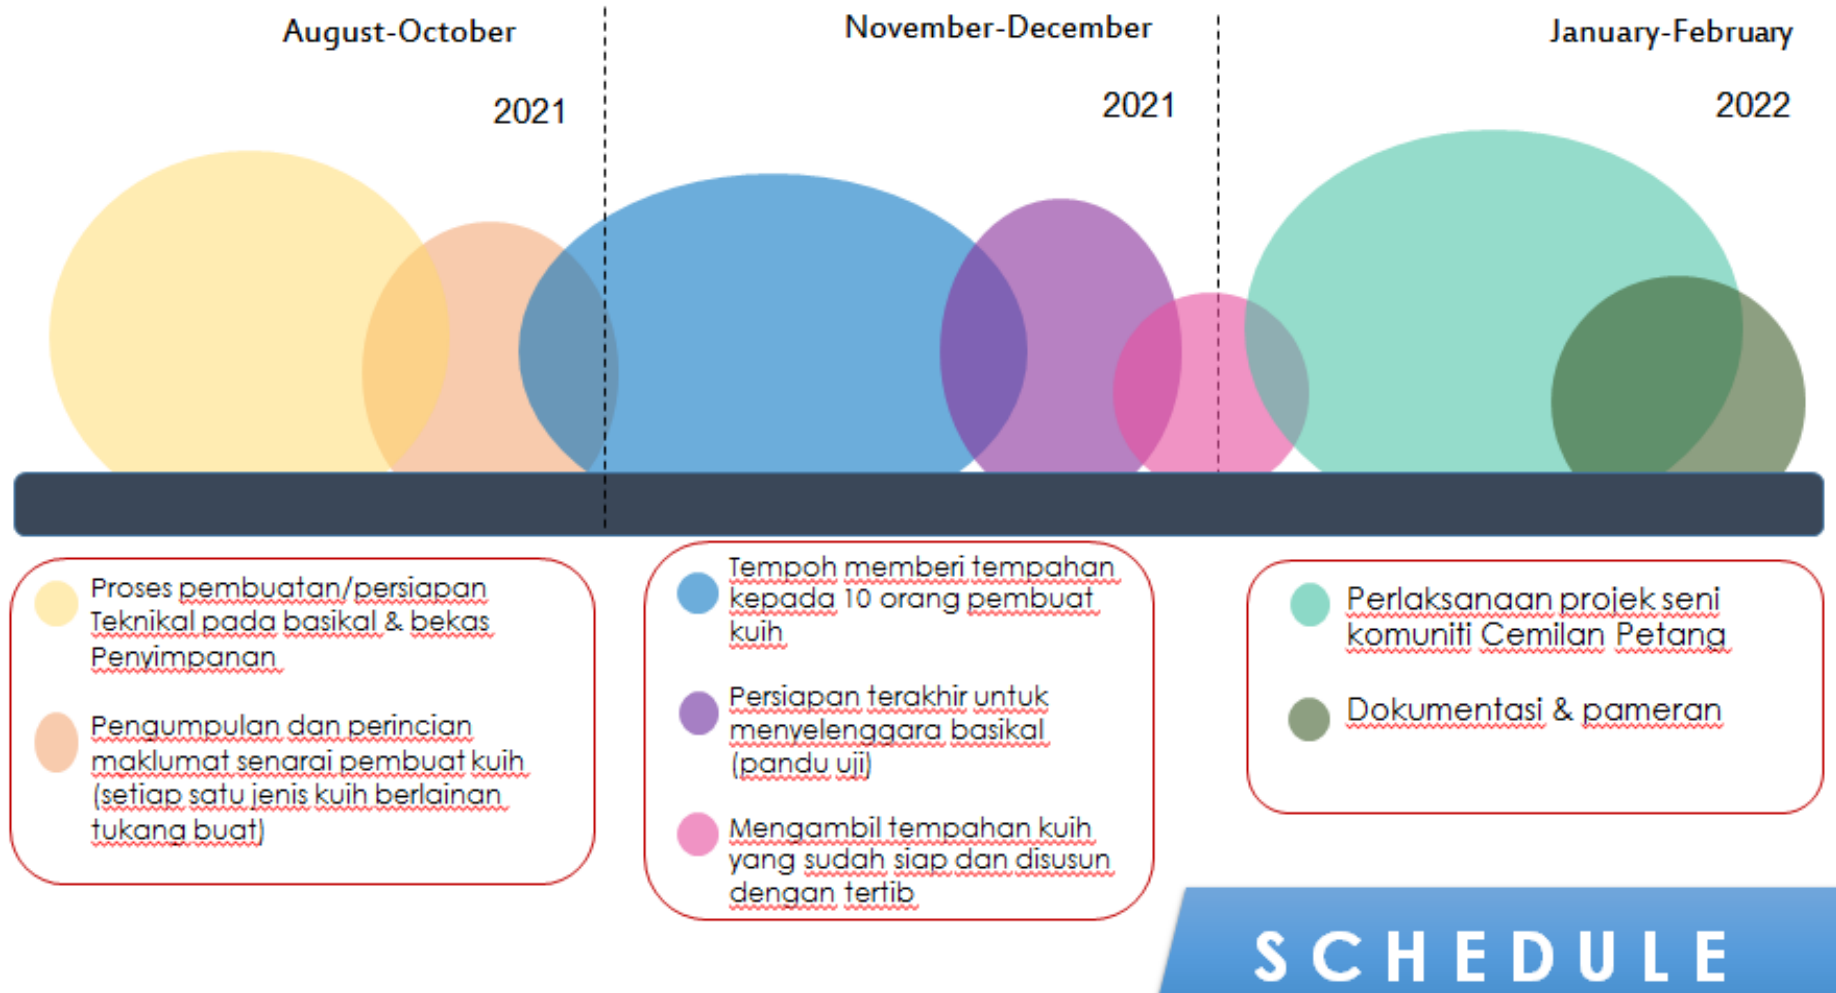 August-October
2021
November-December
2021
January-February
2022
Proses pembuatan/persiapan
Teknikal pada basikal & bekas
Penyimpanan
Pengumpulan dan perincian
maklumat senarai pembuat kuih
(setiap satu jenis kuih berlainan
tukang buat)
Tempoh memberi tempahan
kepada 10 orang pembuat
kuih
Persiapan terakhir untuk
menyelenggara basikal
(pandu uji)
Mengambil tempahan kuih
yang sudah siap dan disusun
dengan tertib
Perlaksanaan projek seni
komuniti Cemilan Petang
Dokumentasi & pameran
SCHEDULE